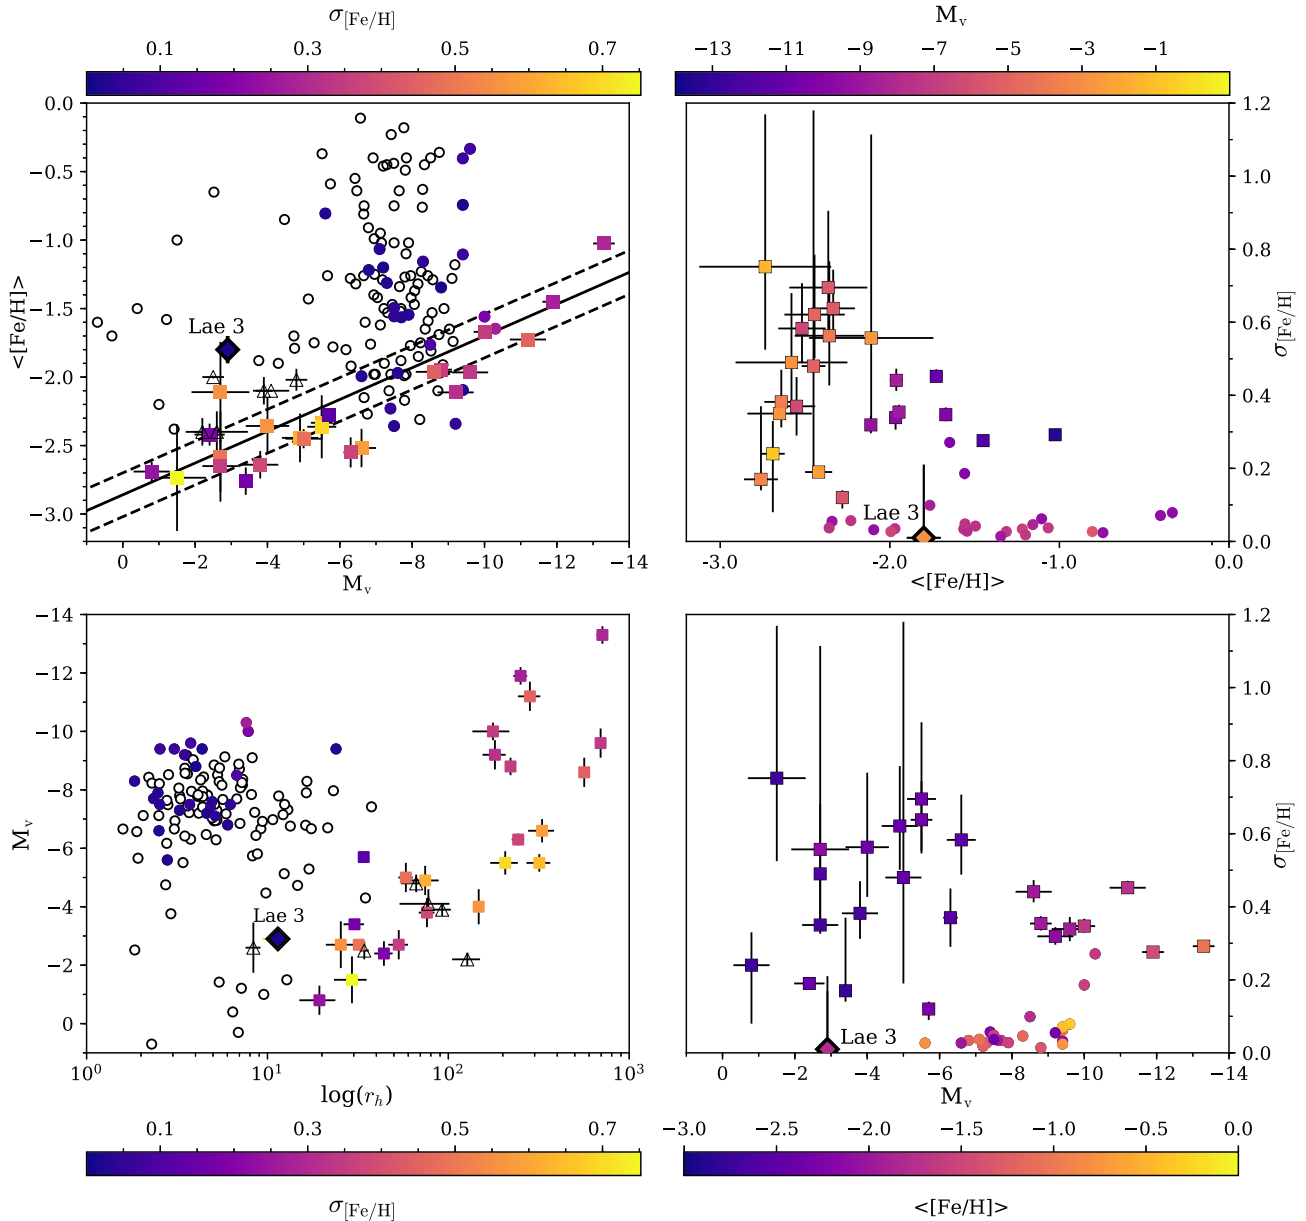 σ[Fe/H]
0.1 0.3 0.5 0.7
M_v
−13 −11 −9 −7 −5 −3 −1
0.0
−0.5
−1.0
−1.5
−2.0
−2.5
−3.0
<[Fe/H]>
Lae 3
0 −2 −4 −6 −8 −10 −12 −14
M_v
1.2
1.0
0.8
0.6
0.4
0.2
0.0
σ[Fe/H]
Lae 3
-3.0 -2.0 -1.0 0.0
<[Fe/H]>
−14
−12
−10
−8
−6
−4
−2
0
M_v
Lae 3
10^0 10^1 10^2 10^3
log(r_h)
1.2
1.0
0.8
0.6
0.4
0.2
0.0
σ[Fe/H]
Lae 3
0 −2 −4 −6 −8 −10 −12 −14
M_v
0.1 0.3 0.5 0.7
σ[Fe/H]
−3.0 −2.5 −2.0 −1.5 −1.0 −0.5 0.0
<[Fe/H]>